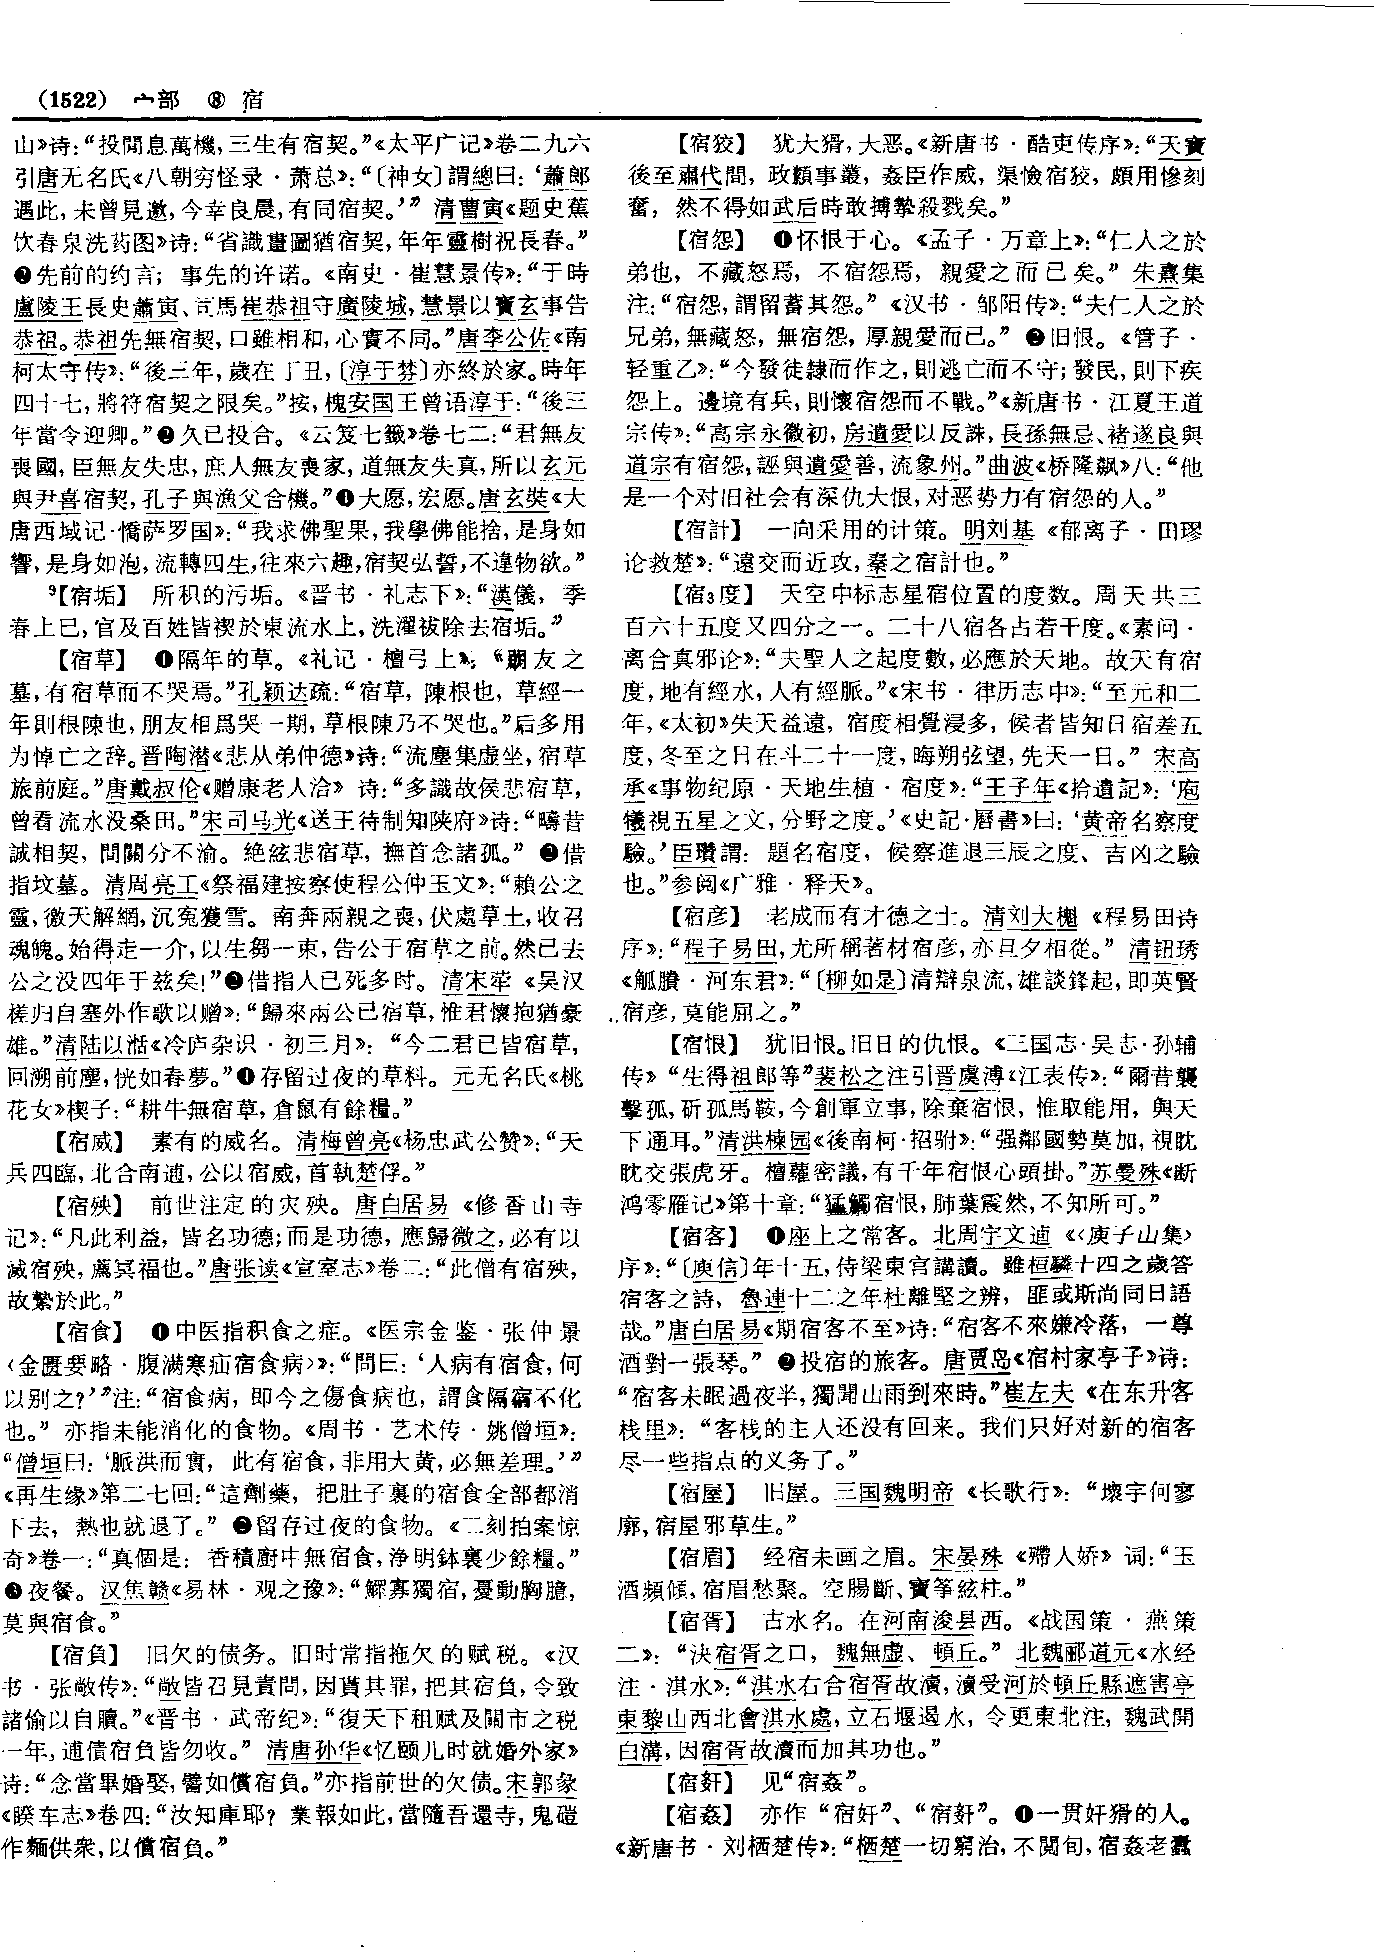 (1522) 宀部 ⑧ 宿
山》诗:“投閒息萬機,三生有宿契。”《太平广记》卷二九六
引唐无名氏《八朝穷怪录·萧总》:“〔神女〕謂總曰:‘蕭郎
遇此,未曾見邀,今幸良晨,有同宿契。’” 清曹寅《题史蕉
饮春泉洗药图》诗:“省識畫圖猶宿契,年年靈樹祝長春。”
❷先前的约言;事先的许诺。《南史·崔慧景传》:“于時
廬陵王長史蕭寅、司馬崔恭祖守廣陵城,慧景以寶玄事告
恭祖。恭祖先無宿契,口雖相和,心實不同。”唐李公佐《南
柯太守传》:“後三年,歲在丁丑,〔淳于棼〕亦終於家。時年
四十七,將符宿契之限矣。”按,槐安国王曾语淳于:“後三
年當令迎卿。”❸久已投合。《云笈七籤》卷七二:“君無友
喪國,臣無友失忠,庶人無友喪家,道無友失真,所以玄元
與尹喜宿契,孔子與漁父合機。”❹大愿,宏愿。唐玄奘《大
唐西域记·憍萨罗国》:“我求佛聖果,我學佛能捨,是身如
響,是身如泡,流轉四生,往來六趣,宿契弘誓,不違物欲。”
⁹【宿垢】 所积的污垢。《晋书·礼志下》:“漢儀,季
春上巳,官及百姓皆禊於東流水上,洗濯祓除去宿垢。”
【宿草】 ❶隔年的草。《礼记·檀弓上》:“朋友之
墓,有宿草而不哭焉。”孔颖达疏:“宿草,陳根也,草經一
年則根陳也,朋友相爲哭一期,草根陳乃不哭也。”后多用
为悼亡之辞。晋陶潜《悲从弟仲德》诗:“流塵集虚坐,宿草
旅前庭。”唐戴叔伦《赠康老人洽》 诗:“多識故侯悲宿草,
曾看流水没桑田。”宋司马光《送王待制知陕府》诗:“疇昔
誠相契,間關分不渝。絶絃悲宿草,撫首念諸孤。” ❷借
指坟墓。清周亮工《祭福建按察使程公仲玉文》:“賴公之
靈,徼天解網,沉寃獲雪。南奔兩親之喪,伏處草土,收召
魂魄。始得走一介,以生芻一束,告公于宿草之前。然已去
公之没四年于兹矣!”❸借指人已死多时。清宋荦《吴汉
槎归自塞外作歌以赠》:“歸來兩公已宿草,惟君懷抱猶豪
雄。”清陆以湉《冷庐杂识·初三月》:“今二君已皆宿草,
回溯前塵,恍如春夢。”❹存留过夜的草料。元无名氏《桃
花女》楔子:“耕牛無宿草,倉鼠有餘糧。”
【宿威】 素有的威名。清梅曾亮《杨忠武公赞》:“天
兵四臨,北合南逋,公以宿威,首執楚俘。”
【宿殃】 前世注定的灾殃。唐白居易《修香山寺
记》:“凡此利益,皆名功德;而是功德,應歸微之,必有以
減宿殃,薦冥福也。”唐张读《宣室志》卷二:“此僧有宿殃,
故縶於此。”
【宿食】 ❶中医指积食之症。《医宗金鉴·张仲景
〈金匮要略·腹满寒疝宿食病〉》:“問曰:‘人病有宿食,何
以别之?’”注:“宿食病,即今之傷食病也,謂食隔宿不化
也。” 亦指未能消化的食物。《周书·艺术传·姚僧垣》:
“僧垣曰:‘脈洪而實,此有宿食,非用大黄,必無差理。’”
《再生缘》第二七回:“這劑藥,把肚子裏的宿食全部都消
下去,熱也就退了。” ❷留存过夜的食物。《二刻拍案惊
奇》卷一:“真個是:香積廚中無宿食,净明鉢裏少餘糧。”
❸夜餐。汉焦赣《易林·观之豫》:“鰥寡獨宿,憂動胸臆,
莫與宿食。”
【宿負】 旧欠的债务。旧时常指拖欠的赋税。《汉
书·张敞传》:“敞皆召見責問,因貰其罪,把其宿負,令致
諸偷以自贖。”《晋书·武帝纪》:“復天下租赋及關市之税
一年,逋債宿負皆勿收。” 清唐孙华《忆颐儿时就婚外家》
诗:“念當畢婚娶,譬如償宿負。”亦指前世的欠债。宋郭彖
《睽车志》卷四:“汝知庫耶?業報如此,當隨吾還寺,鬼磑
作麵供衆,以償宿負。”
【宿狡】 犹大猾,大恶。《新唐书·酷吏传序》:“天寶
後至肅代間,政纇事叢,姦臣作威,渠憸宿狡,頗用慘刻
奮,然不得如武后時敢搏摯殺戮矣。”
【宿怨】 ❶怀恨于心。《孟子·万章上》:“仁人之於
弟也,不藏怒焉,不宿怨焉,親愛之而已矣。” 朱熹集
注:“宿怨,謂留蓄其怨。”《汉书·邹阳传》:“夫仁人之於
兄弟,無藏怒,無宿怨,厚親愛而已。” ❷旧恨。《管子·
轻重乙》:“今發徒隸而作之,則逃亡而不守;發民,則下疾
怨上。邊境有兵,則懷宿怨而不戰。”《新唐书·江夏王道
宗传》:“高宗永徽初,房遺愛以反誅,長孫無忌、褚遂良與
道宗有宿怨,誣與遺愛善,流象州。”曲波《桥隆飙》八:“他
是一个对旧社会有深仇大恨,对恶势力有宿怨的人。”
【宿計】 一向采用的计策。明刘基《郁离子·田璆
论救楚》:“遠交而近攻,秦之宿計也。”
【宿₃度】 天空中标志星宿位置的度数。周天共三
百六十五度又四分之一。二十八宿各占若干度。《素问·
离合真邪论》:“夫聖人之起度數,必應於天地。故天有宿
度,地有經水,人有經脈。”《宋书·律历志中》:“至元和二
年,《太初》失天益遠,宿度相覺浸多,候者皆知日宿差五
度,冬至之日在斗二十一度,晦朔弦望,先天一日。” 宋高
承《事物纪原·天地生植·宿度》:“王子年《拾遺記》:‘庖
犧視五星之文,分野之度。’《史記·曆書》曰:‘黄帝名察度
驗。’臣瓚謂:題名宿度,候察進退三辰之度、吉凶之驗
也。”参阅《广雅·释天》。
【宿彦】 老成而有才德之士。清刘大櫆《程易田诗
序》:“程子易田,尤所稱著材宿彦,亦旦夕相從。” 清钮琇
《觚賸·河东君》:“〔柳如是〕清辯泉流,雄談鋒起,即英賢
宿彦,莫能屈之。”
【宿恨】 犹旧恨。旧日的仇恨。《三国志·吴志·孙辅
传》“生得祖郎等”裴松之注引晋虞溥《江表传》:“爾昔襲
擊孤,斫孤馬鞍,今創軍立事,除棄宿恨,惟取能用,與天
下通耳。”清洪楝园《後南柯·招驸》:“强鄰國勢莫加,視眈
眈交張虎牙。檀蘿密議,有千年宿恨心頭掛。”苏曼殊《断
鸿零雁记》第十章:“猛觸宿恨,肺葉震然,不知所可。”
【宿客】 ❶座上之常客。北周宇文逌《〈庾子山集〉
序》:“〔庾信〕年十五,侍梁東宫講讀。雖桓驎十四之歲答
宿客之詩,魯連十二之年杜離堅之辨,匪或斯尚同日語
哉。”唐白居易《期宿客不至》诗:“宿客不來嫌冷落,一尊
酒對一張琴。” ❷投宿的旅客。唐贾岛《宿村家亭子》诗:
“宿客未眠過夜半,獨聞山雨到來時。”崔左夫《在东升客
栈里》:“客栈的主人还没有回来。我们只好对新的宿客
尽一些指点的义务了。”
【宿屋】 旧屋。三国魏明帝《长歌行》:“壞宇何寥
廓,宿屋邪草生。”
【宿眉】 经宿未画之眉。宋晏殊《殢人娇》词:“玉
酒頻傾,宿眉愁聚。空腸斷、寶筝絃柱。”
【宿胥】 古水名。在河南浚县西。《战国策·燕策
二》:“決宿胥之口,魏無虚、頓丘。” 北魏郦道元《水经
注·淇水》:“淇水右合宿胥故瀆,瀆受河於頓丘縣遮害亭
東黎山西北會淇水處,立石堰遏水,令更東北注,魏武開
白溝,因宿胥故瀆而加其功也。”
【宿姧】 见“宿姦”。
【宿姦】 亦作“宿奸”、“宿姧”。❶一贯奸猾的人。
《新唐书·刘栖楚传》:“栖楚一切窮治,不閲旬,宿姦老蠹